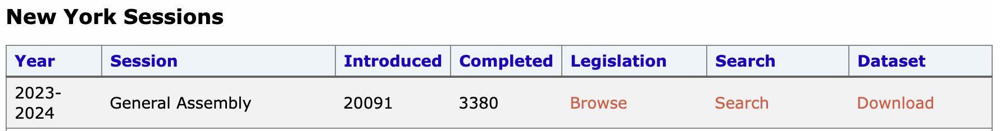 New York Sessions
Year Session Introduced Completed Legislation Search Dataset
2023-
2024 General Assembly 20091 3380 Browse Search Download